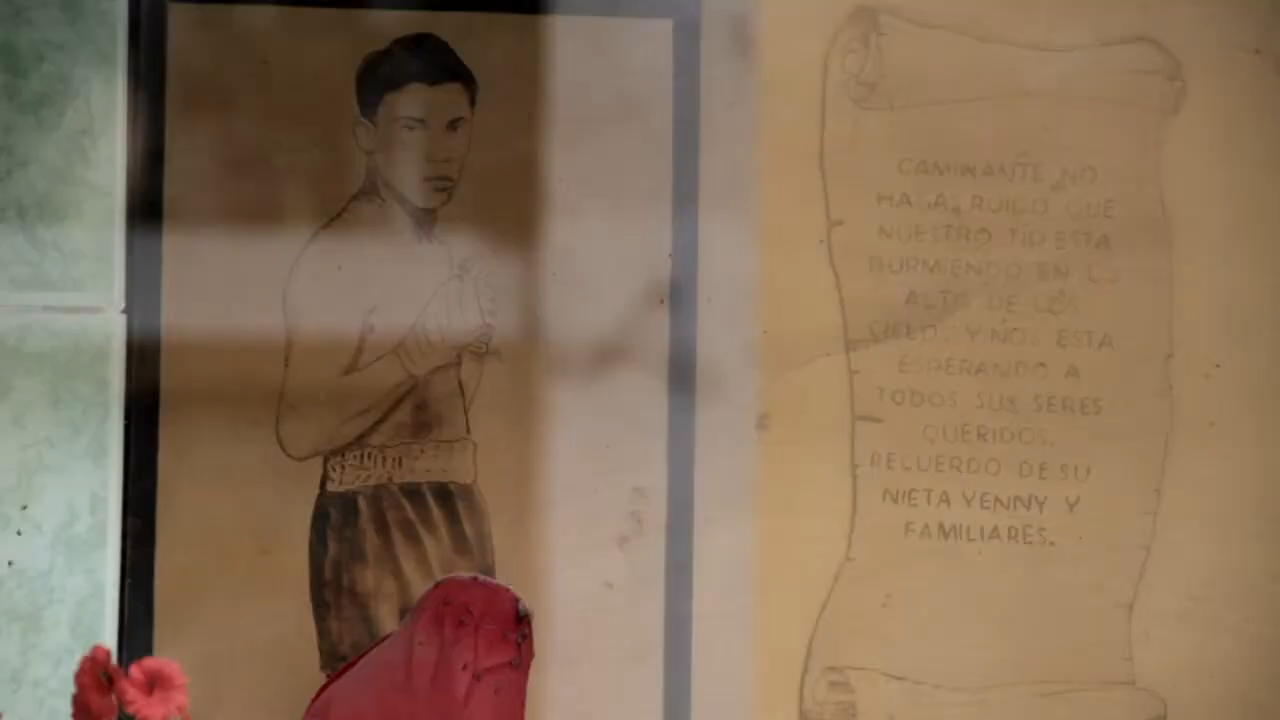 CAMINANTE NO
HAGA RUIDO QUE
NUESTRO TIO ESTA
DURMIENDO EN LO
ALTO DE LOS
CIELOS Y NOS ESTA
ESPERANDO A
TODOS SUS SERES
QUERIDOS.
RECUERDO DE SU
NIETA YENNY Y
FAMILIARES.